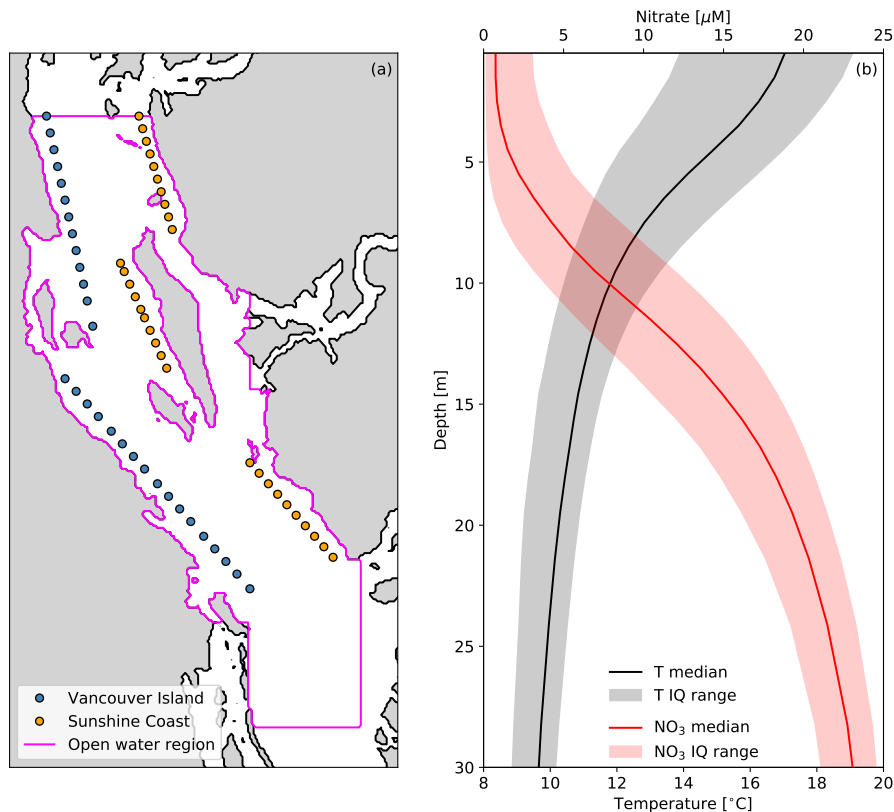 (a)
Vancouver Island
Sunshine Coast
Open water region
Nitrate [μM]
0 5 10 15 20 25
(b)
Depth [m]
5
10
15
20
25
30
T median
T IQ range
NO₃ median
NO₃ IQ range
8 10 12 14 16 18 20
Temperature [°C]